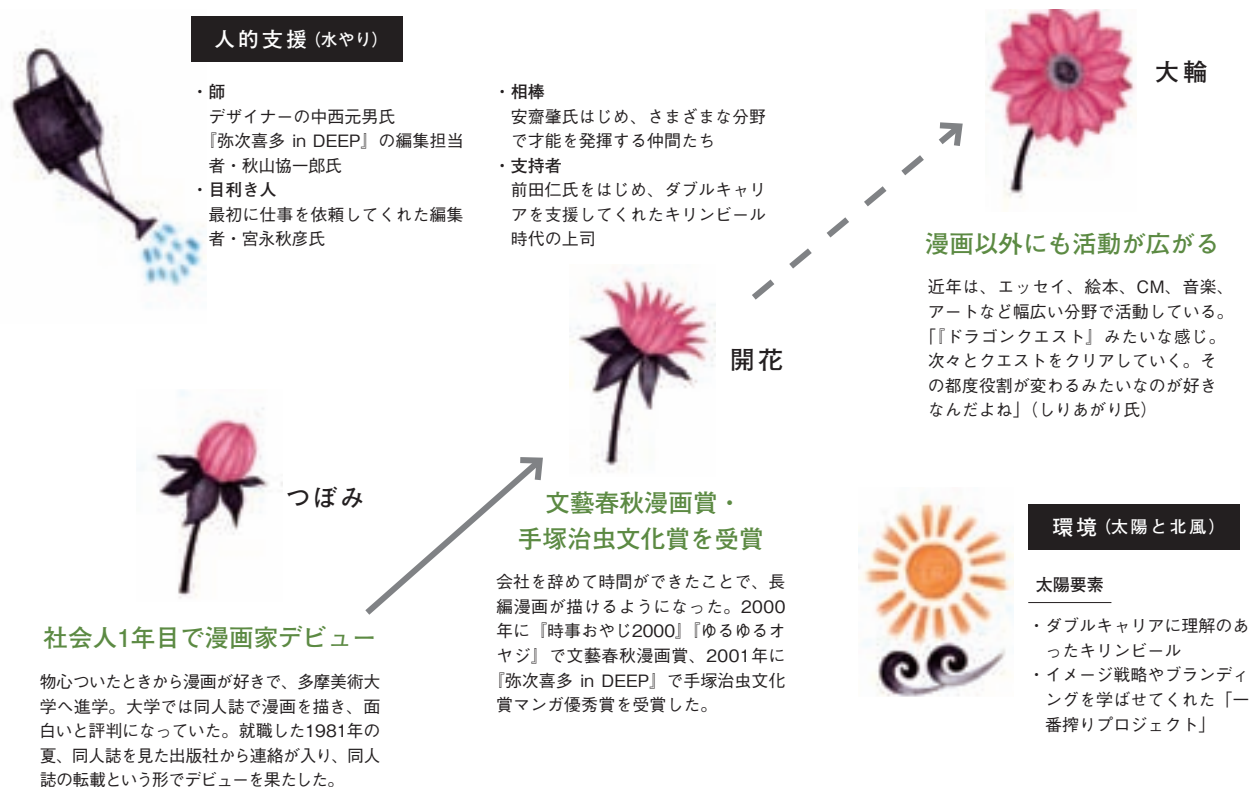 人的支援（水やり）
・師
デザイナーの中西元男氏
『弥次喜多 in DEEP』の編集担当
者・秋山協一郎氏
・目利き人
最初に仕事を依頼してくれた編集
者・宮永秋彦氏
・相棒
安齋肇氏はじめ、さまざまな分野
で才能を発揮する仲間たち
・支持者
前田仁氏をはじめ、ダブルキャリ
アを支援してくれたキリンビール
時代の上司
大輪
漫画以外にも活動が広がる
近年は、エッセイ、絵本、CM、音楽、
アートなど幅広い分野で活動している。
「『ドラゴンクエスト』みたいな感じ。
次々とクエストをクリアしていく。そ
の都度役割が変わるみたいなのが好き
なんだよね」（しりあがり氏）
開花
文藝春秋漫画賞・
手塚治虫文化賞を受賞
会社を辞めて時間ができたことで、長
編漫画が描けるようになった。2000
年に『時事おやじ2000』『ゆるゆるオ
ヤジ』で文藝春秋漫画賞、2001年に
『弥次喜多 in DEEP』で手塚治虫文化
賞マンガ優秀賞を受賞した。
つぼみ
社会人1年目で漫画家デビュー
物心ついたときから漫画が好きで、多摩美術大
学へ進学。大学では同人誌で漫画を描き、面
白いと評判になっていた。就職した1981年の
夏、同人誌を見た出版社から連絡が入り、同人
誌の転載という形でデビューを果たした。
環境（太陽と北風）
太陽要素
・ダブルキャリアに理解のあ
ったキリンビール
・イメージ戦略やブランディ
ングを学ばせてくれた「一
番搾りプロジェクト」